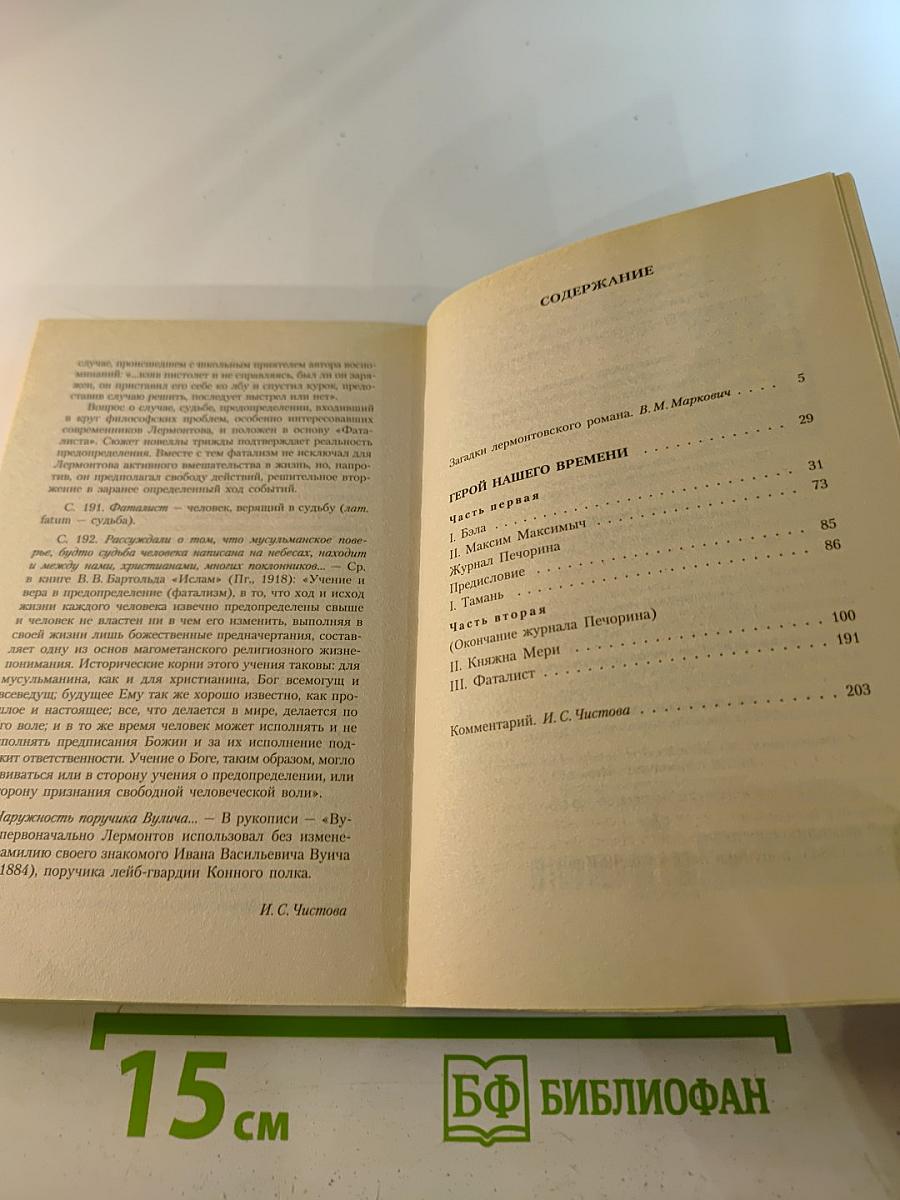 случае, происшедшем с школьным приятелем автора воспо-
минаний: «...взяв пистолет и не справляясь, был ли он заря-
жен, он приставил его себе ко лбу и спустил курок, предо-
ставив случаю решить, последует выстрел или нет».
Вопрос о случае, судьбе, предопределении, входивший
в круг философских проблем, особенно интересовавших
современников Лермонтова, и положен в основу «Фата-
листа». Сюжет новеллы трижды подтверждает реальность
предопределения. Вместе с тем фатализм не исключал для
Лермонтова активного вмешательства в жизнь, но, напро-
тив, он предполагал свободу действий, решительное втор-
жение в заранее определенный ход событий.
С. 191. Фаталист — человек, верящий в судьбу (лат.
fatum — судьба).
С. 192. Рассуждали о том, что мусульманское пове-
рье, будто судьба человека написана на небесах, находит
и между нами, христианами, многих поклонников... — Ср.
в книге В. В. Бартольда «Ислам» (Пг., 1918): «Учение и
вера в предопределение (фатализм), в то, что ход и исход
жизни каждого человека извечно предопределены свыше
и человек не властен ни в чем его изменить, выполняя в
своей жизни лишь божественные предначертания, состав-
ляет одну из основ магометанского религиозного жизне-
понимания. Исторические корни этого учения таковы: для
мусульманина, как и для христианина, Бог всемогущ и
всеведущ; будущее Ему так же хорошо известно, как про-
шлое и настоящее; все, что делается в мире, делается по
го воле; и в то же время человек может исполнять и не
полнять предписания Божии и за их исполнение под-
жит ответственности. Учение о Боге, таким образом, могло
виваться или в сторону учения о предопределении, или
орону признания свободной человеческой воли».
Наружность поручика Вулича... — В рукописи — «Ву-
первоначально Лермонтов использовал без измене-
амилию своего знакомого Ивана Васильевича Вуича
1884), поручика лейб-гвардии Конного полка.
И. С. Чистова
СОДЕРЖАНИЕ
Загадки лермонтовского романа. В. М. Маркович . . . . 5
ГЕРОЙ НАШЕГО ВРЕМЕНИ . . . . . . . . . . . 29
Часть первая
I. Бэла . . . . . . . . . . . . . . . . . . . . . . 31
II. Максим Максимыч . . . . . . . . . . . . . . . 73
Журнал Печорина
Предисловие . . . . . . . . . . . . . . . . . . . 85
I. Тамань . . . . . . . . . . . . . . . . . . . . . 86
Часть вторая
(Окончание журнала Печорина)
II. Княжна Мери . . . . . . . . . . . . . . . . . 100
III. Фаталист . . . . . . . . . . . . . . . . . . . 191
Комментарий. И. С. Чистова . . . . . . . . . . . . . 203
15 см
БФ БИБЛИОФАН